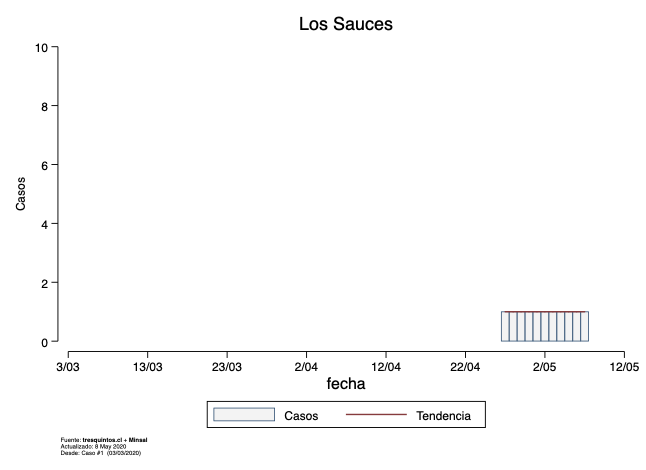 Los Sauces
10
8
6
4
2
0
Casos
3/03 13/03 23/03 2/04 12/04 22/04 2/05 12/05
fecha
Casos Tendencia
Fuente: tresquintos.cl + Minsal
Actualizado: 8 May 2020
Desde: Caso #1 (03/03/2020)